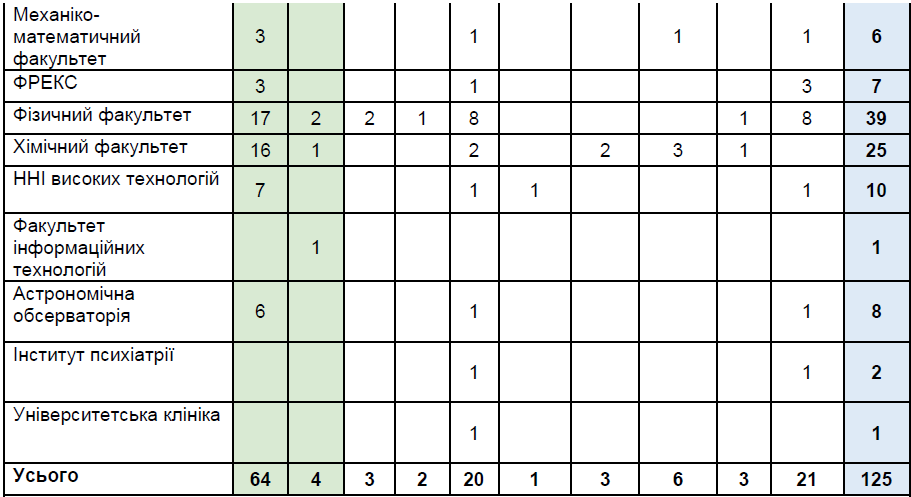 Механіко-
математичний
факультет 3 1 1 1 6
ФРЕКС 3 1 3 7
Фізичний факультет 17 2 2 1 8 1 8 39
Хімічний факультет 16 1 2 2 3 1 25
ННІ високих технологій 7 1 1 1 10
Факультет
інформаційних
технологій 1 1
Астрономічна
обсерваторія 6 1 1 8
Інститут психіатрії 1 1 2
Університетська клініка 1 1
Усього 64 4 3 2 20 1 3 6 3 21 125